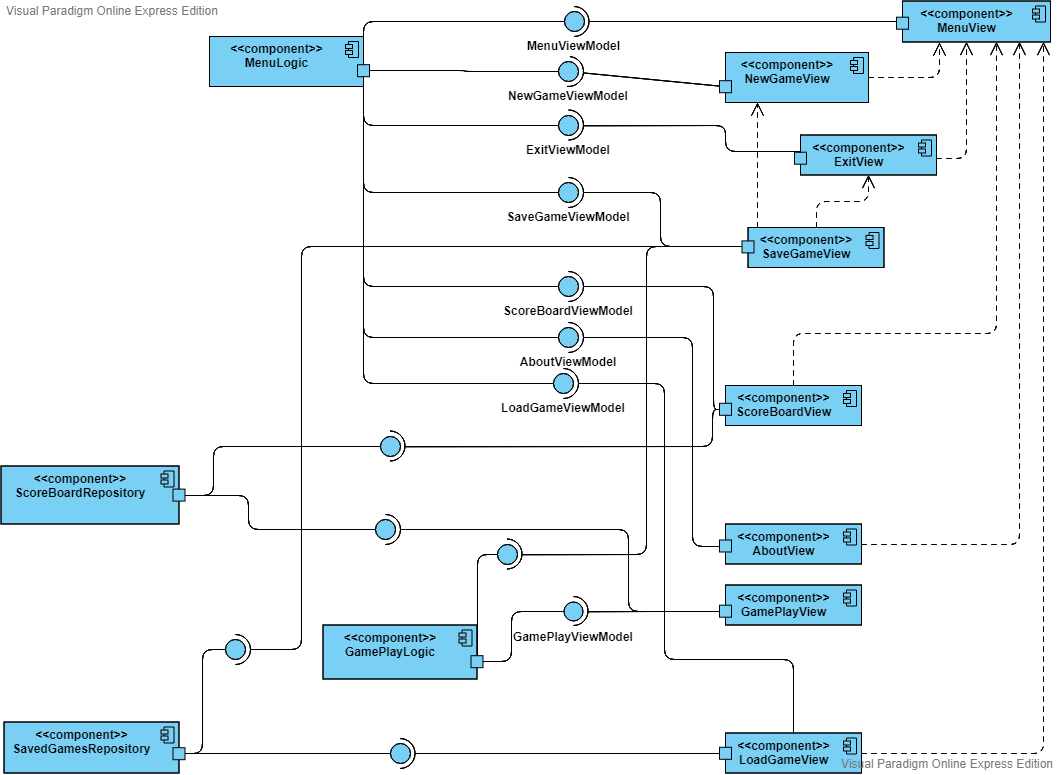 Visual Paradigm Online Express Edition
<<component>>
MenuView
MenuViewModel
<<component>>
MenuLogic
<<component>>
NewGameView
NewGameViewModel
ExitViewModel
<<component>>
ExitView
SaveGameViewModel
<<component>>
SaveGameView
ScoreBoardViewModel
AboutViewModel
LoadGameViewModel
<<component>>
ScoreBoardView
<<component>>
ScoreBoardRepository
<<component>>
AboutView
<<component>>
GamePlayView
GamePlayViewModel
<<component>>
GamePlayLogic
<<component>>
SavedGamesRepository
<<component>>
LoadGameView
Visual Paradigm Online Express Edition